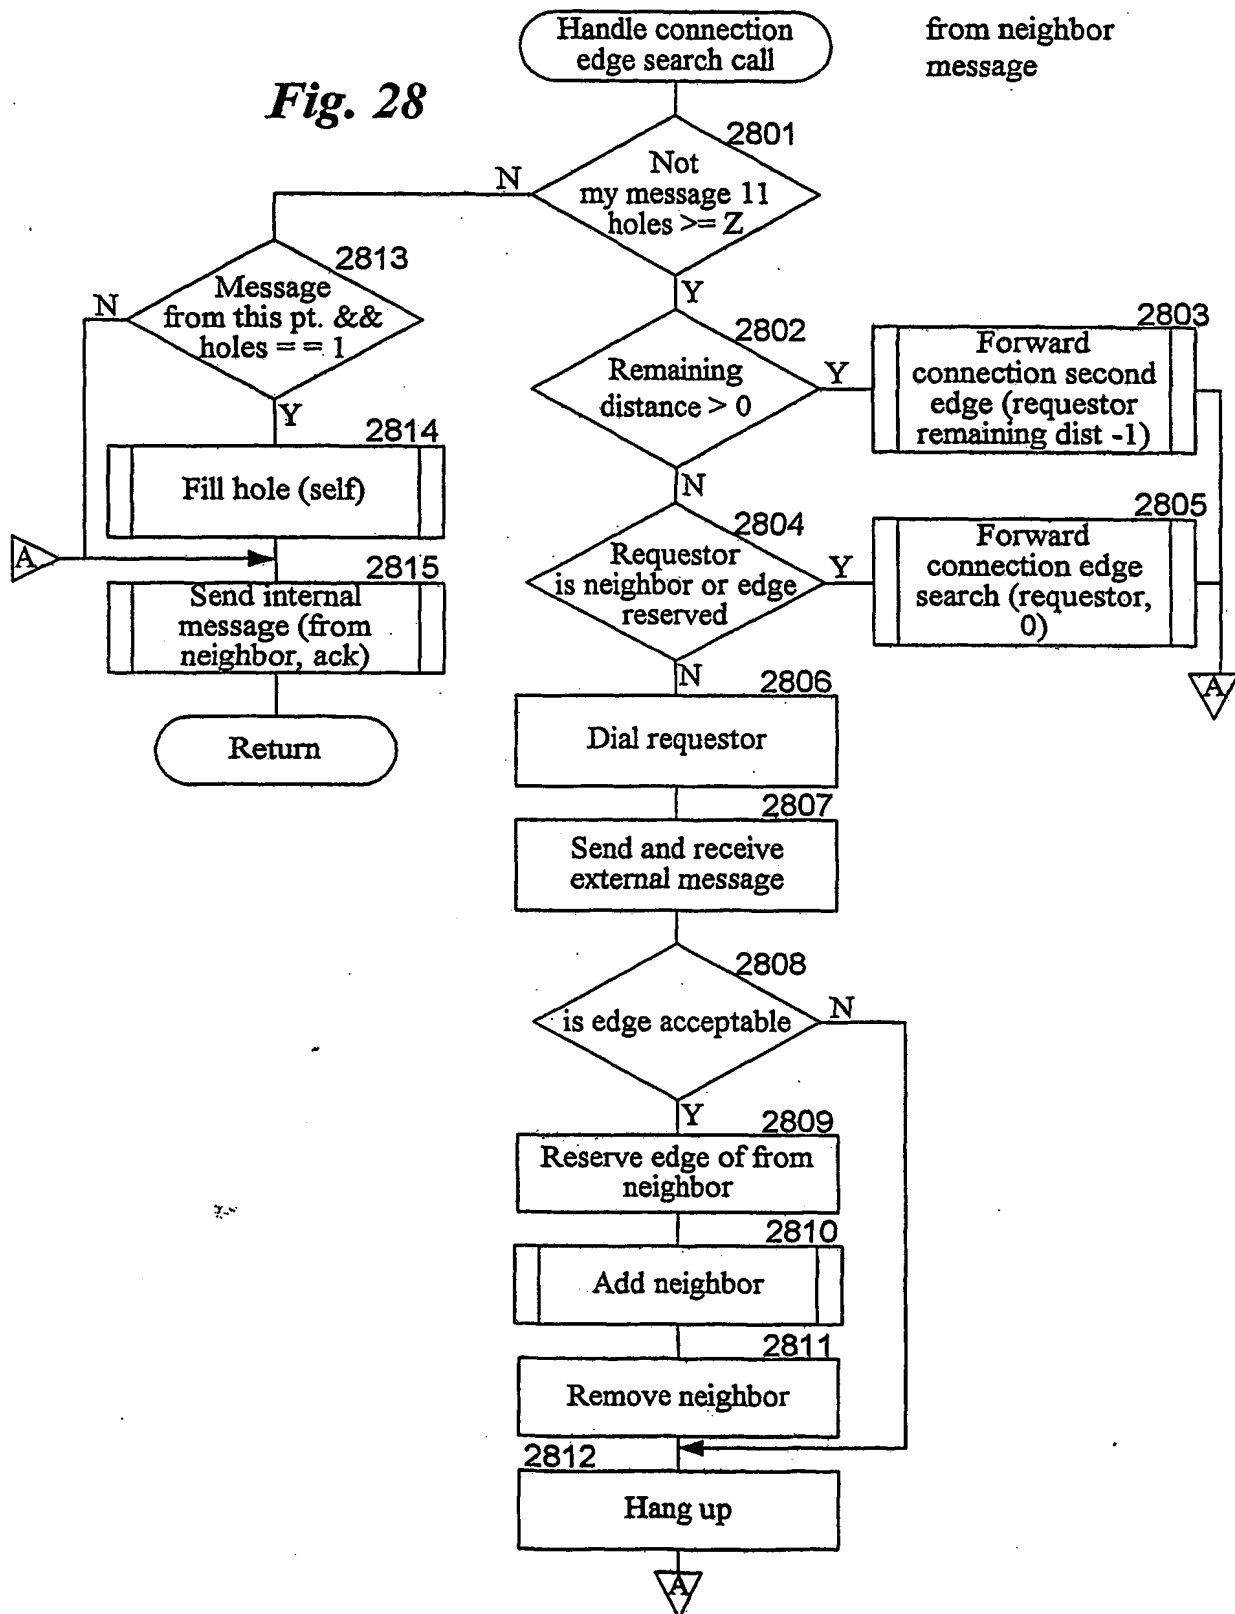 Handle connection
edge search call
from neighbor
message
Fig. 28
2801
Not
my message 11
holes >= Z
N
Y
2813
Message
from this pt. &&
holes = = 1
N
Y
2802
Remaining
distance > 0
Y
N
2803
Forward
connection second
edge (requestor
remaining dist -1)
2814
Fill hole (self)
2804
Requestor
is neighbor or edge
reserved
Y
N
2805
Forward
connection edge
search (requestor,
0)
A
A
2815
Send internal
message (from
neighbor, ack)
Return
2806
Dial requestor
2807
Send and receive
external message
2808
is edge acceptable
N
Y
2809
Reserve edge of from
neighbor
2810
Add neighbor
2811
Remove neighbor
2812
Hang up
A